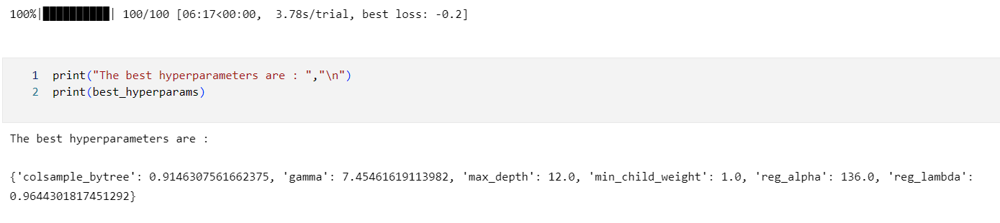 100%|██████████| 100/100 [06:17<00:00,  3.78s/trial, best loss: -0.2]
1 print("The best hyperparameters are : ","\n")
2 print(best_hyperparams)
The best hyperparameters are :
{'colsample_bytree': 0.9146307561662375, 'gamma': 7.45461619113982, 'max_depth': 12.0, 'min_child_weight': 1.0, 'reg_alpha': 136.0, 'reg_lambda':
0.9644301817451292}